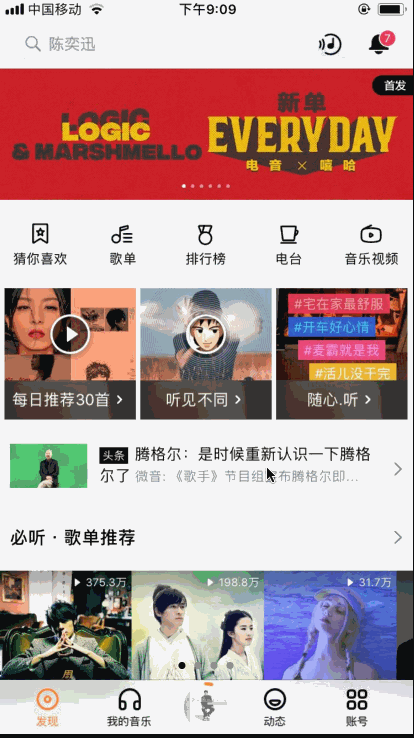 中国移动
下午9:09
陈奕迅
7
首发
LOGIC
LOGIC
& MARSHMELLO
新单
EVERYDAY
电音 × 嘻哈
猜你喜欢
歌单
排行榜
电台
音乐视频
每日推荐30首 >
听见不同 >
#宅在家最舒服
#开车好心情
#麦霸就是我
#活儿没干完
随心.听 >
头条 腾格尔：是时候重新认识一下腾格
尔了 微音:《歌手》节目组发布腾格尔即...
必听 · 歌单推荐
375.3万
198.8万
31.7万
发现
我的音乐
动态
账号